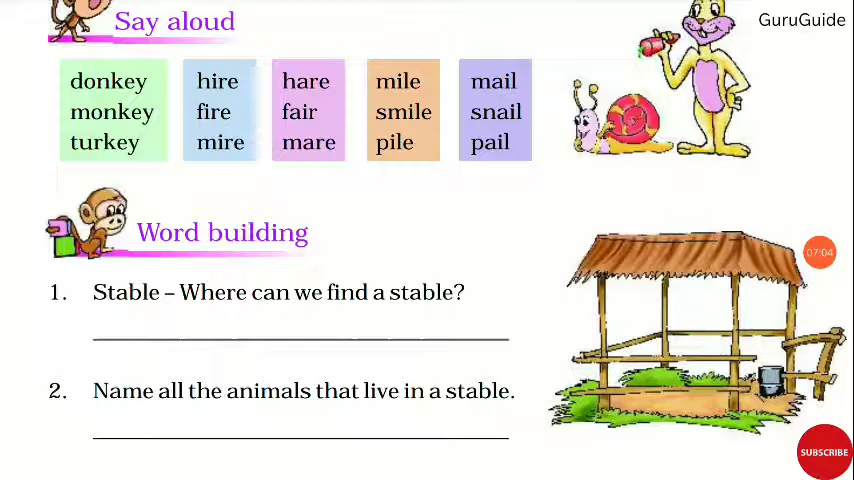 Say aloud
GuruGuide
donkey hire hare mile mail
monkey fire fair smile snail
turkey mire mare pile pail
Word building
07:04
1. Stable – Where can we find a stable?
2. Name all the animals that live in a stable.
SUBSCRIBE